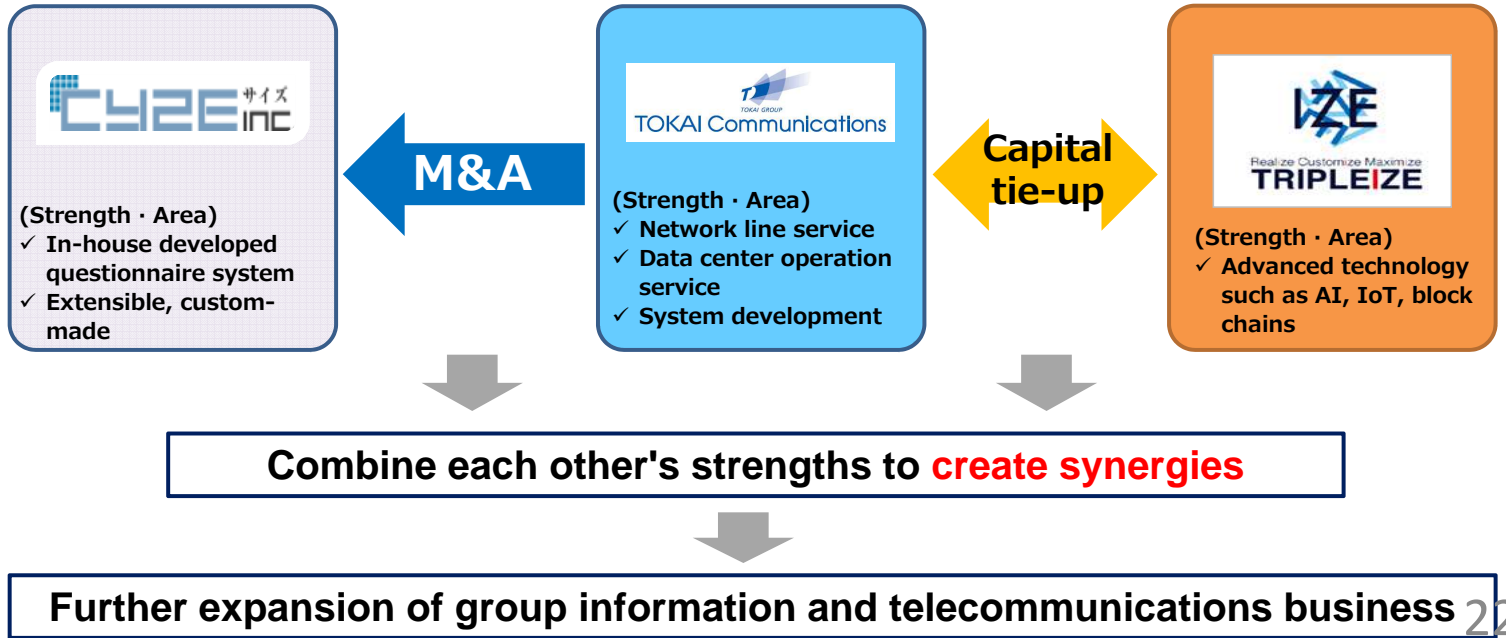 CYZE inc サイズ
(Strength · Area)
✓ In-house developed
questionnaire system
✓ Extensible, custom-
made
M&A
TOKAI GROUP
TOKAI Communications
(Strength · Area)
✓ Network line service
✓ Data center operation
service
✓ System development
Capital
tie-up
IZE
Realize Customize Maximize
TRIPLEIZE
(Strength · Area)
✓ Advanced technology
such as AI, IoT, block
chains
Combine each other's strengths to create synergies
Further expansion of group information and telecommunications business
22